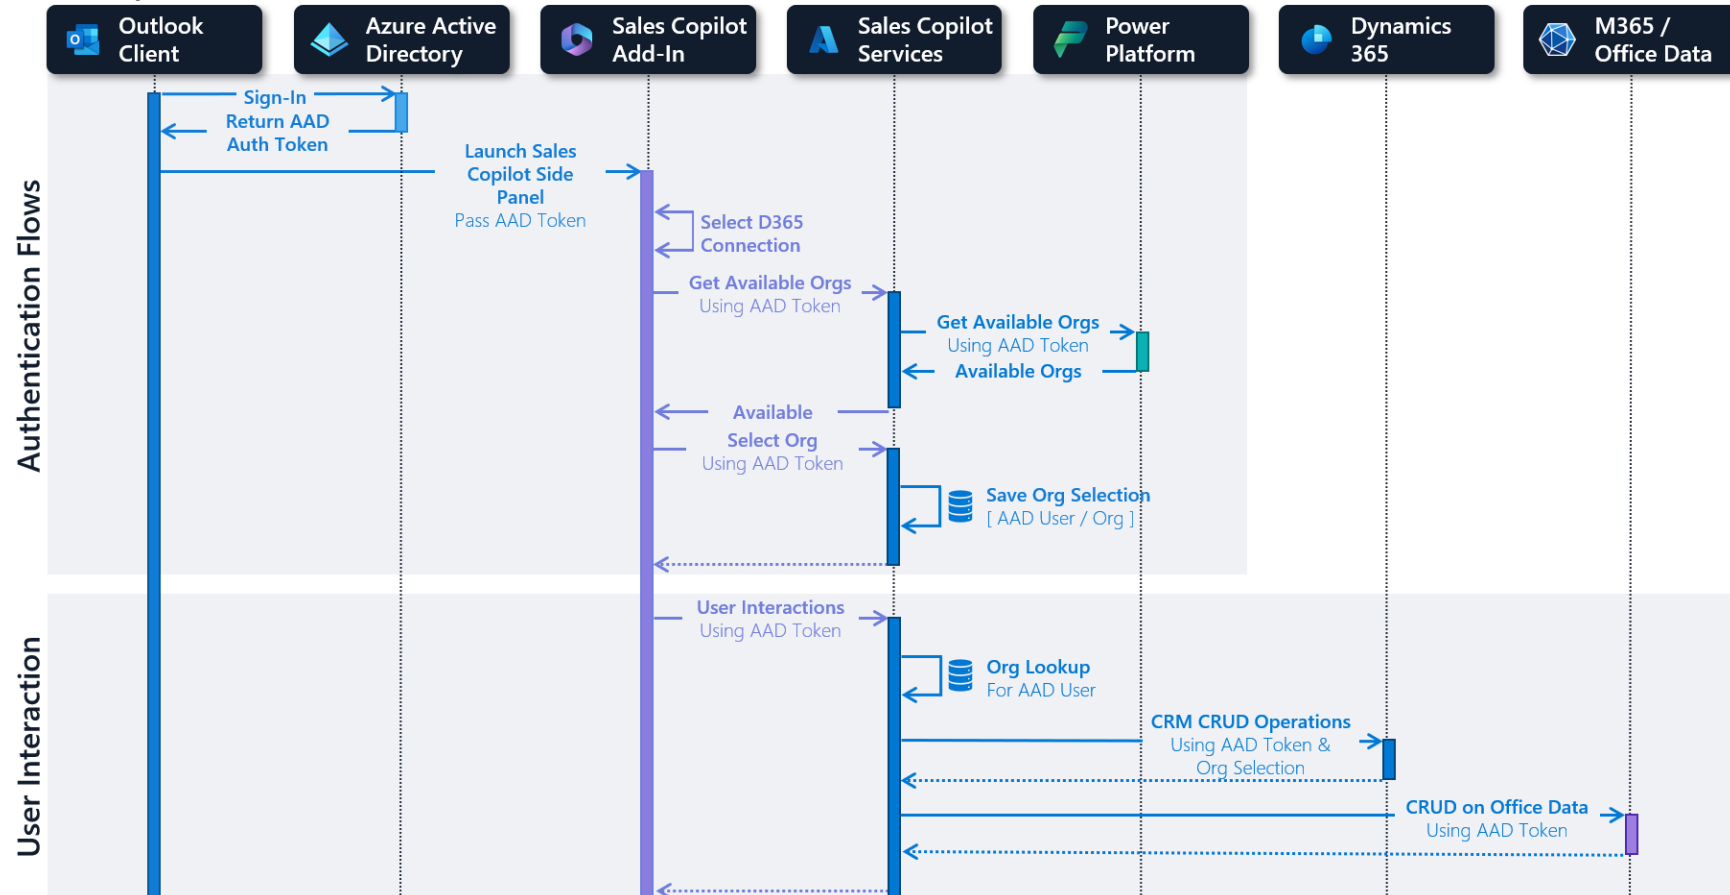 Outlook
Client
Azure Active
Directory
Sales Copilot
Add-In
Sales Copilot
Services
Power
Platform
Dynamics
365
M365 /
Office Data
Authentication Flows
Sign-In
Return AAD
Auth Token
Launch Sales
Copilot Side
Panel
Pass AAD Token
Select D365
Connection
Get Available Orgs
Using AAD Token
Get Available Orgs
Using AAD Token
Available Orgs
Available
Select Org
Using AAD Token
Save Org Selection
[ AAD User / Org ]
User Interaction
User Interactions
Using AAD Token
Org Lookup
For AAD User
CRM CRUD Operations
Using AAD Token &
Org Selection
CRUD on Office Data
Using AAD Token